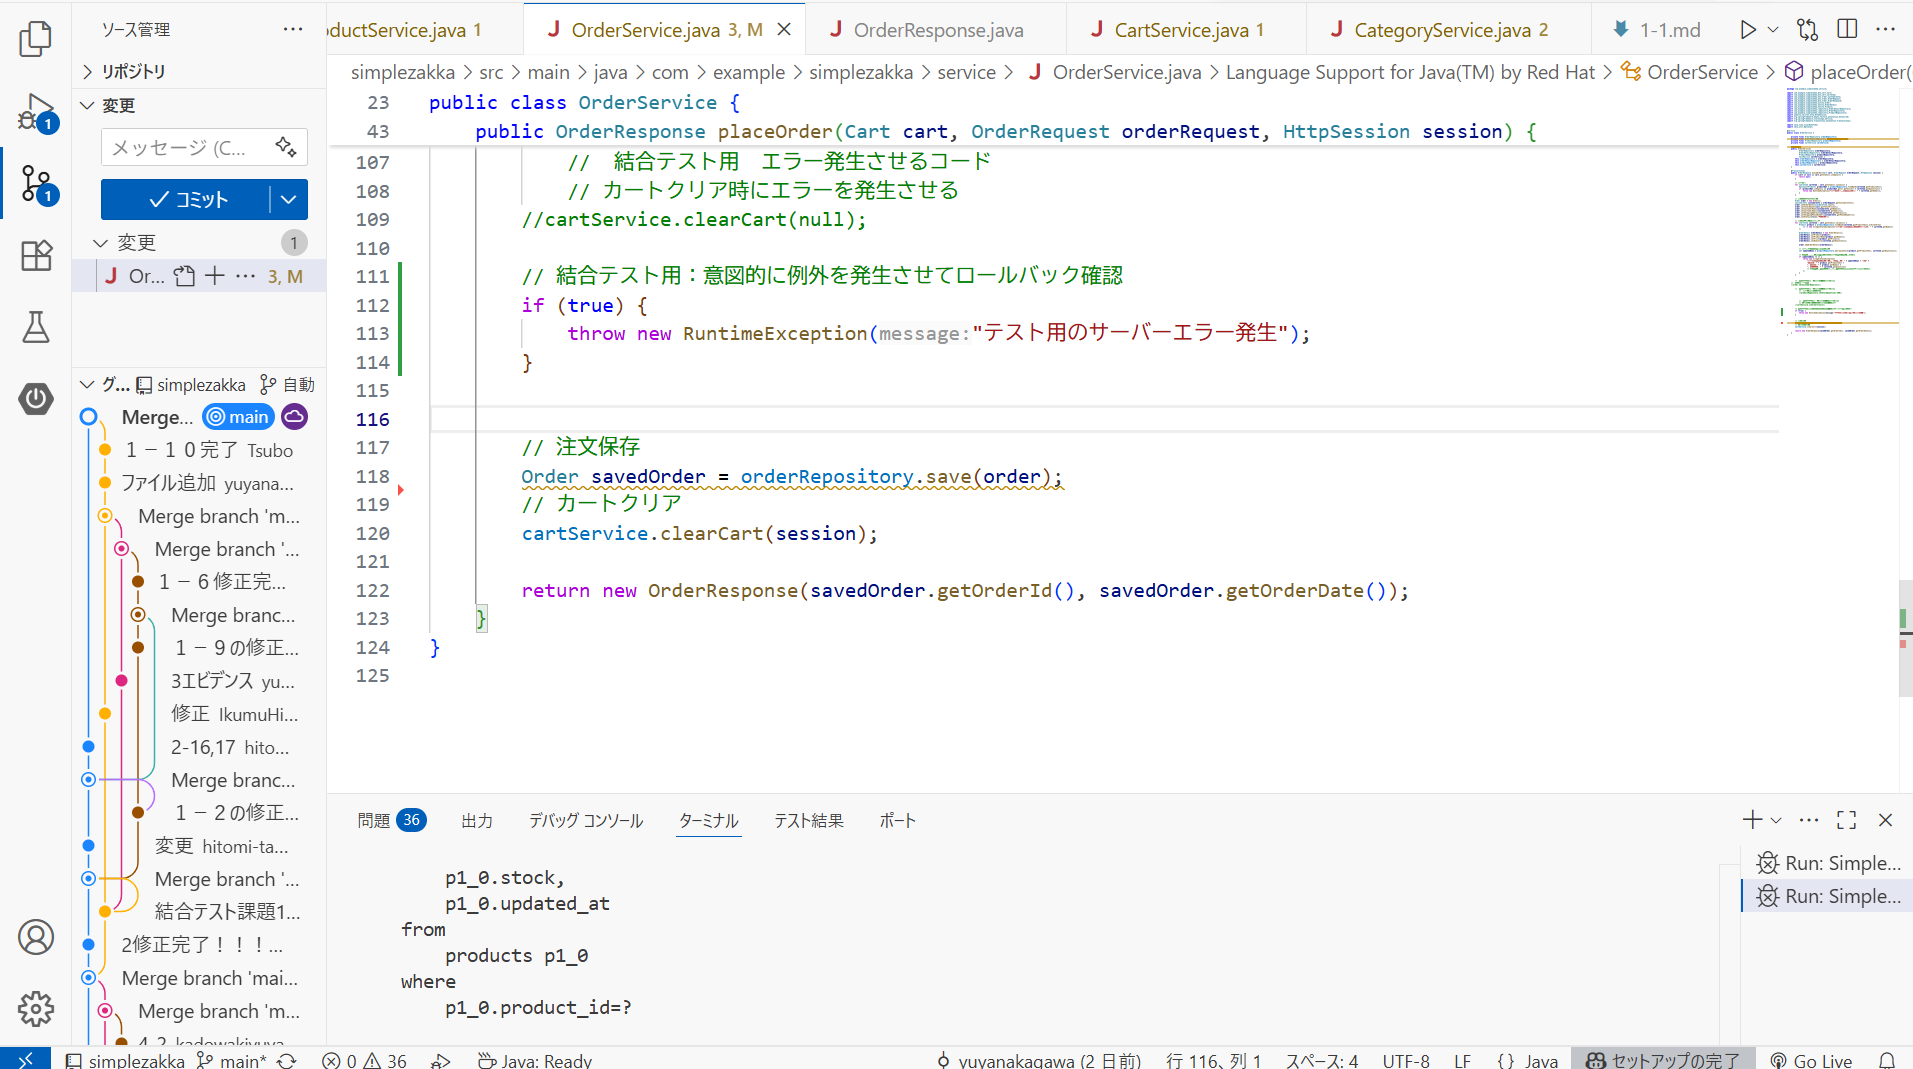 ソース管理
リポジトリ
変更
メッセージ (C...
コミット
変更 1
J Or... 3, M
グ... simplezakka 自動
Merge... main
１－１０完了 Tsubo
ファイル追加 yuyana...
Merge branch 'm...
Merge branch '...
１－６修正完...
Merge branc...
１－９の修正...
3エビデンス yu...
修正 IkumuHi...
2-16,17 hito...
Merge branc...
１－２の修正...
変更 hitomi-ta...
Merge branch '...
結合テスト課題1...
2修正完了！！！...
Merge branch 'mai...
Merge branch 'm...
4-2 kadowakiyuya
1
1
oductService.java 1
J OrderService.java 3, M
J OrderResponse.java
J CartService.java 1
J CategoryService.java 2
1-1.md
simplezakka > src > main > java > com > example > simplezakka > service > J OrderService.java > Language Support for Java(TM) by Red Hat > OrderService > placeOrder(
23 public class OrderService {
43 public OrderResponse placeOrder(Cart cart, OrderRequest orderRequest, HttpSession session) {
107 //　結合テスト用　エラー発生させるコード
108 // カートクリア時にエラーを発生させる
109 //cartService.clearCart(null);
110
111 // 結合テスト用：意図的に例外を発生させてロールバック確認
112 if (true) {
113 throw new RuntimeException(message:"テスト用のサーバーエラー発生");
114 }
115
116
117 // 注文保存
118 Order savedOrder = orderRepository.save(order);
119 // カートクリア
120 cartService.clearCart(session);
121
122 return new OrderResponse(savedOrder.getOrderId(), savedOrder.getOrderDate());
123 }
124 }
125
問題 36 出力 デバッグ コンソール ターミナル テスト結果 ポート
p1_0.stock,
p1_0.updated_at
from
products p1_0
where
p1_0.product_id=?
Run: Simple...
Run: Simple...
simplezakka main* 0 36 Java: Ready yuyanakagawa (2 日前) 行 116、列 1 スペース: 4 UTF-8 LF {} Java セットアップの完了 Go Live